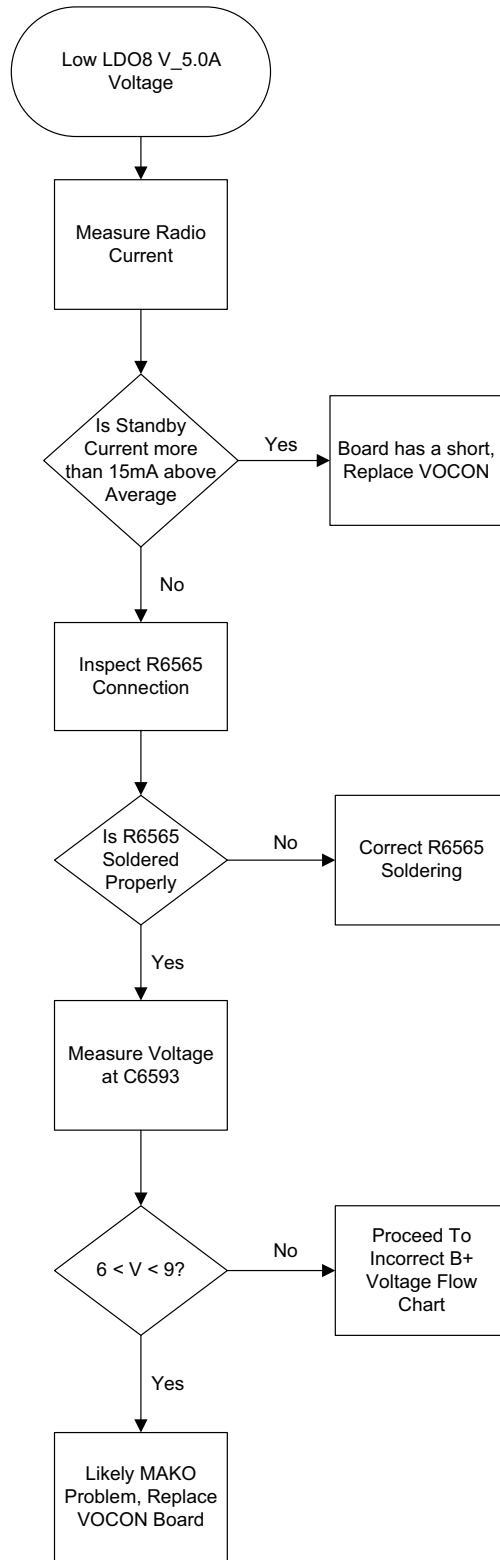 Low LDO8 V_5.0A
Voltage
Measure Radio
Current
Is Standby
Current more
than 15mA above
Average
Yes
Board has a short,
Replace VOCON
No
Inspect R6565
Connection
Is R6565
Soldered
Properly
No
Correct R6565
Soldering
Yes
Measure Voltage
at C6593
6 < V < 9?
No
Proceed To
Incorrect B+
Voltage Flow
Chart
Yes
Likely MAKO
Problem, Replace
VOCON Board